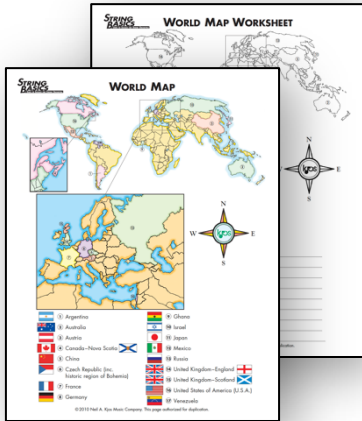 STRING
BASICS
WORLD MAP WORKSHEET
STRING
BASICS
WORLD MAP
N
W E
S
kjos
N
E
S
kjos
1 Argentina
2 Australia
3 Austria
4 Canada–Nova Scotia
5 China
6 Czech Republic (inc.
historic region of Bohemia)
7 France
8 Germany
9 Ghana
10 Israel
11 Japan
12 Mexico
13 Russia
14 United Kingdom–England
15 United Kingdom–Scotland
16 United States of America (U.S.A.)
17 Venezuela
© 2010 Neil A. Kjos Music Company. This page authorized for duplication.